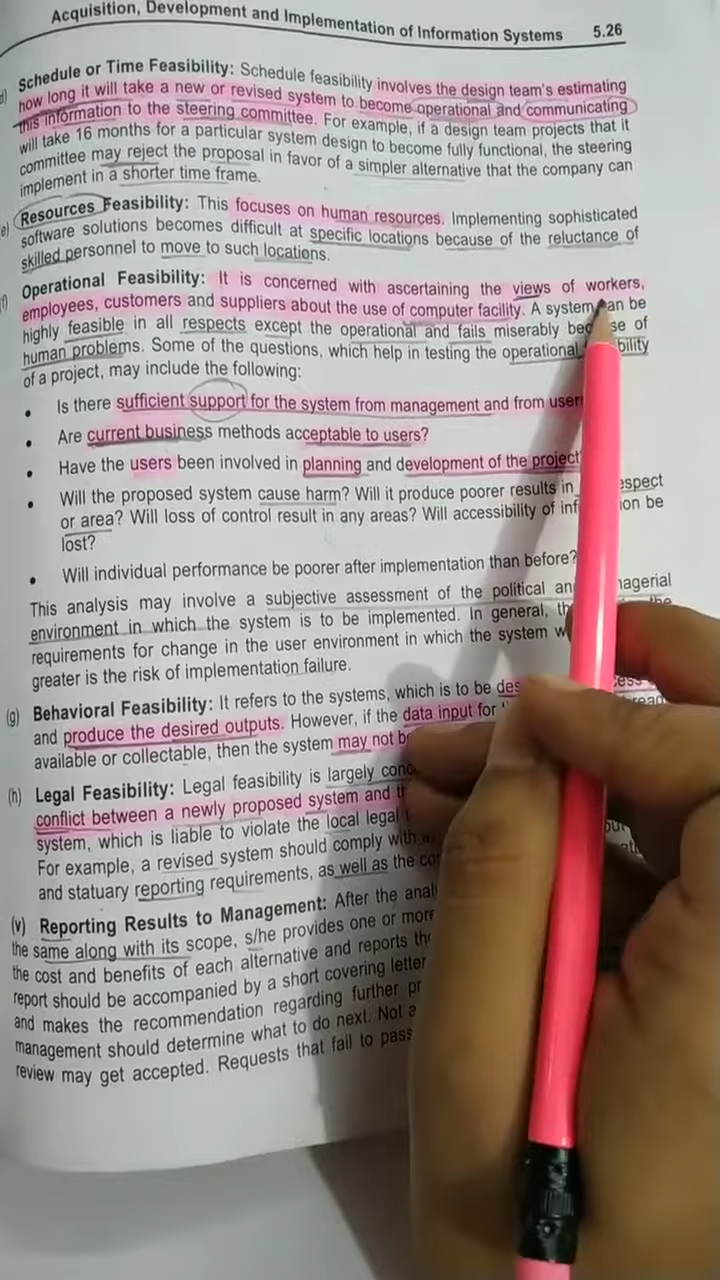 Acquisition, Development and Implementation of Information Systems 5.26
d) Schedule or Time Feasibility: Schedule feasibility involves the design team's estimating
how long it will take a new or revised system to become operational and communicating
this information to the steering committee. For example, if a design team projects that it
will take 16 months for a particular system design to become fully functional, the steering
committee may reject the proposal in favor of a simpler alternative that the company can
implement in a shorter time frame.
e) Resources Feasibility: This focuses on human resources. Implementing sophisticated
software solutions becomes difficult at specific locations because of the reluctance of
skilled personnel to move to such locations.
f) Operational Feasibility: It is concerned with ascertaining the views of workers,
employees, customers and suppliers about the use of computer facility. A system can be
highly feasible in all respects except the operational and fails miserably of
human problems. Some of the questions, which help in testing the operational
of a project, may include the following:
• Is there sufficient support for the system from management and from
• Are current business methods acceptable to users?
• Have the users been involved in planning and development of the project
• Will the proposed system cause harm? Will it produce poorer results in
or area? Will loss of control result in any areas? Will accessibility of be
lost?
• Will individual performance be poorer after implementation than before?
This analysis may involve a subjective assessment of the political
environment in which the system is to be implemented. In general,
requirements for change in the user environment in which the system
greater is the risk of implementation failure.
(g) Behavioral Feasibility: It refers to the systems, which is to be
and produce the desired outputs. However, if the data input for
available or collectable, then the system may not
(h) Legal Feasibility: Legal feasibility is largely
conflict between a newly proposed system and
system, which is liable to violate the local legal
For example, a revised system should comply with
and statuary reporting requirements, as well as the
(v) Reporting Results to Management: After the
the same along with its scope, s/he provides one or more
the cost and benefits of each alternative and reports
report should be accompanied by a short covering letter
and makes the recommendation regarding further
management should determine what to do next. Not
review may get accepted. Requests that fail to pass